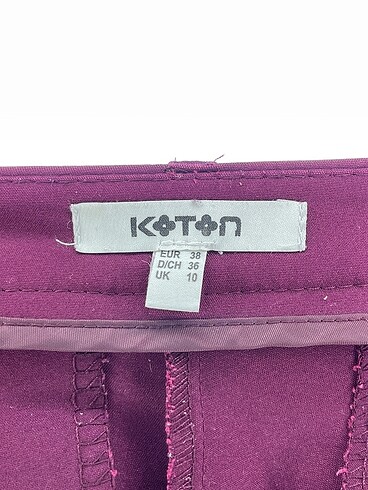 KOTON
EUR 38
D/CH 36
UK 10